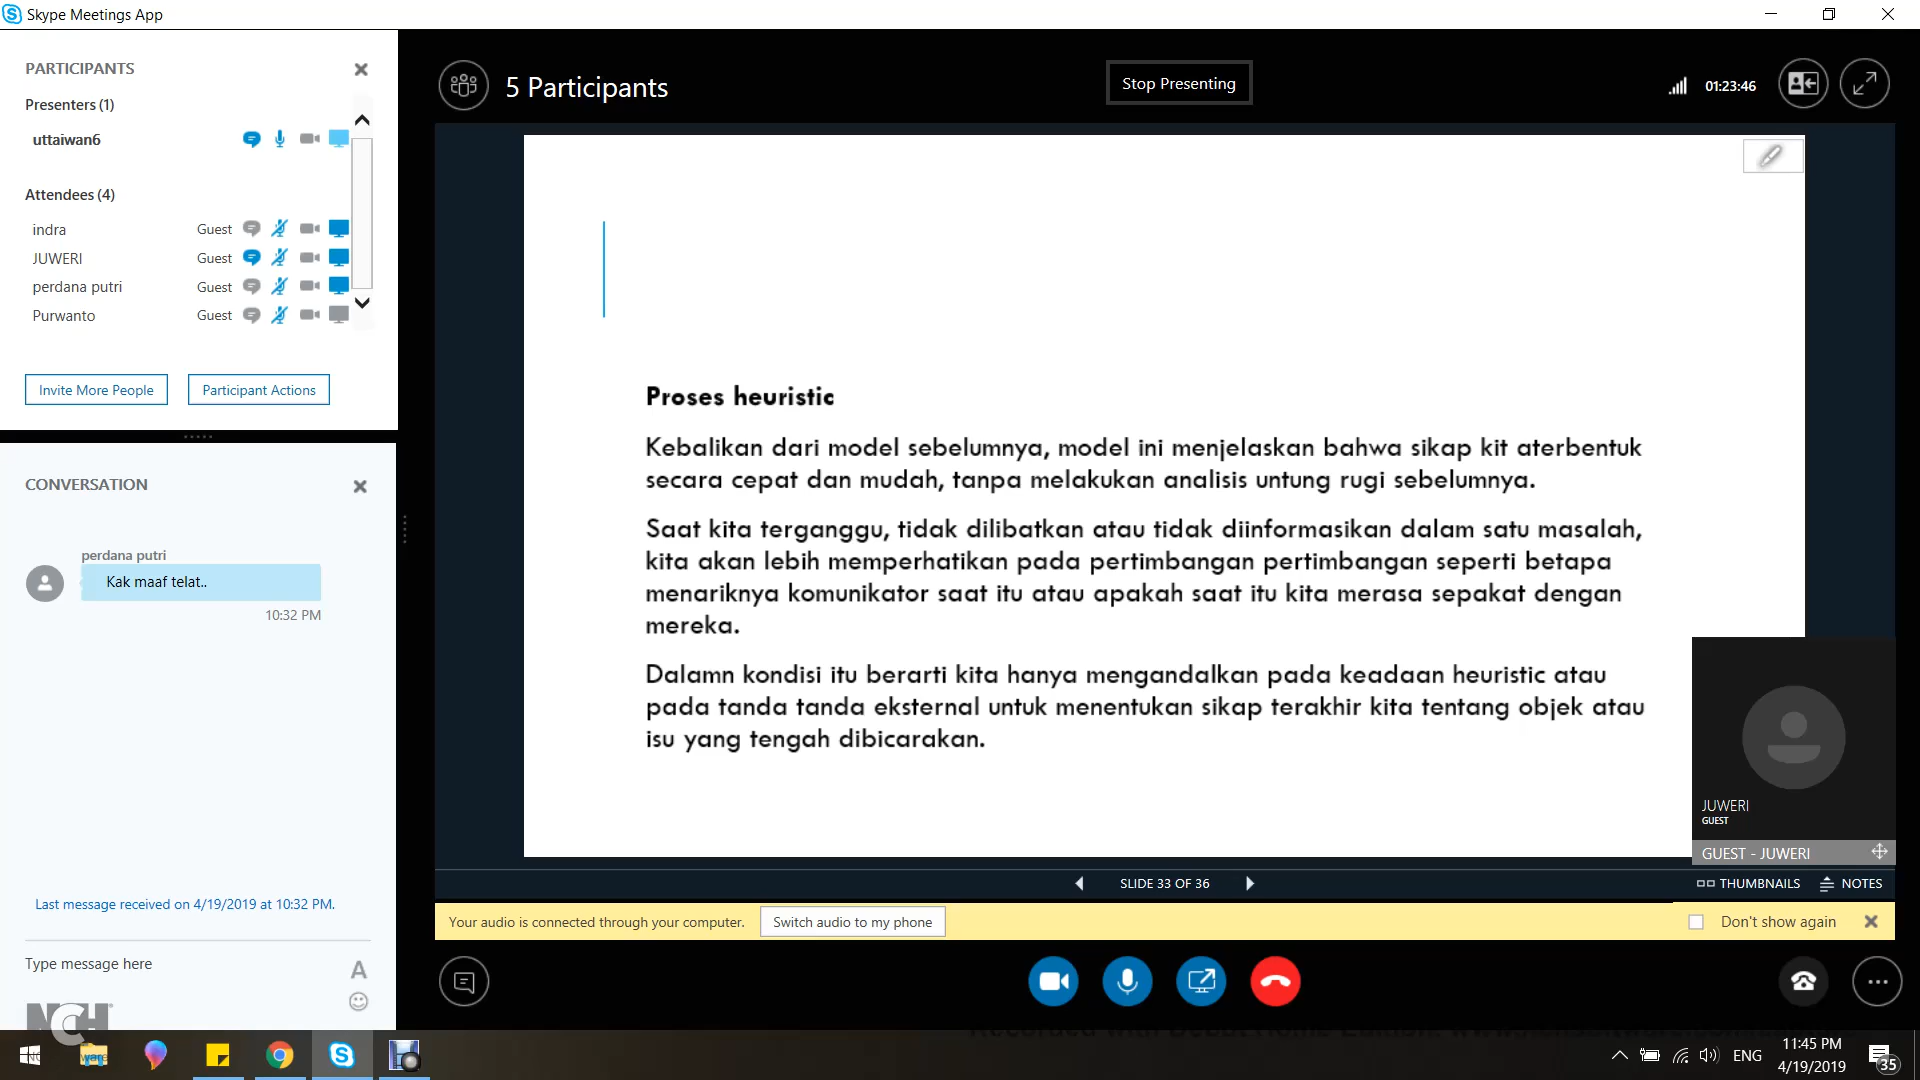 Skype Meetings App
PARTICIPANTS
Presenters (1)
uttaiwan6
Attendees (4)
indra Guest
JUWERI Guest
perdana putri Guest
Purwanto Guest
Invite More People
Participant Actions
CONVERSATION
perdana putri
Kak maaf telat..
10:32 PM
Last message received on 4/19/2019 at 10:32 PM.
Type message here
A
NCH
5 Participants
Stop Presenting
01:23:46
Proses heuristic
Kebalikan dari model sebelumnya, model ini menjelaskan bahwa sikap kit aterbentuk
secara cepat dan mudah, tanpa melakukan analisis untung rugi sebelumnya.
Saat kita terganggu, tidak dilibatkan atau tidak diinformasikan dalam satu masalah,
kita akan lebih memperhatikan pada pertimbangan pertimbangan seperti betapa
menariknya komunikator saat itu atau apakah saat itu kita merasa sepakat dengan
mereka.
Dalamn kondisi itu berarti kita hanya mengandalkan pada keadaan heuristic atau
pada tanda tanda eksternal untuk menentukan sikap terakhir kita tentang objek atau
isu yang tengah dibicarakan.
JUWERI
GUEST
GUEST - JUWERI
SLIDE 33 OF 36
THUMBNAILS
NOTES
Your audio is connected through your computer.
Switch audio to my phone
Don't show again
ENG
11:45 PM
4/19/2019
35